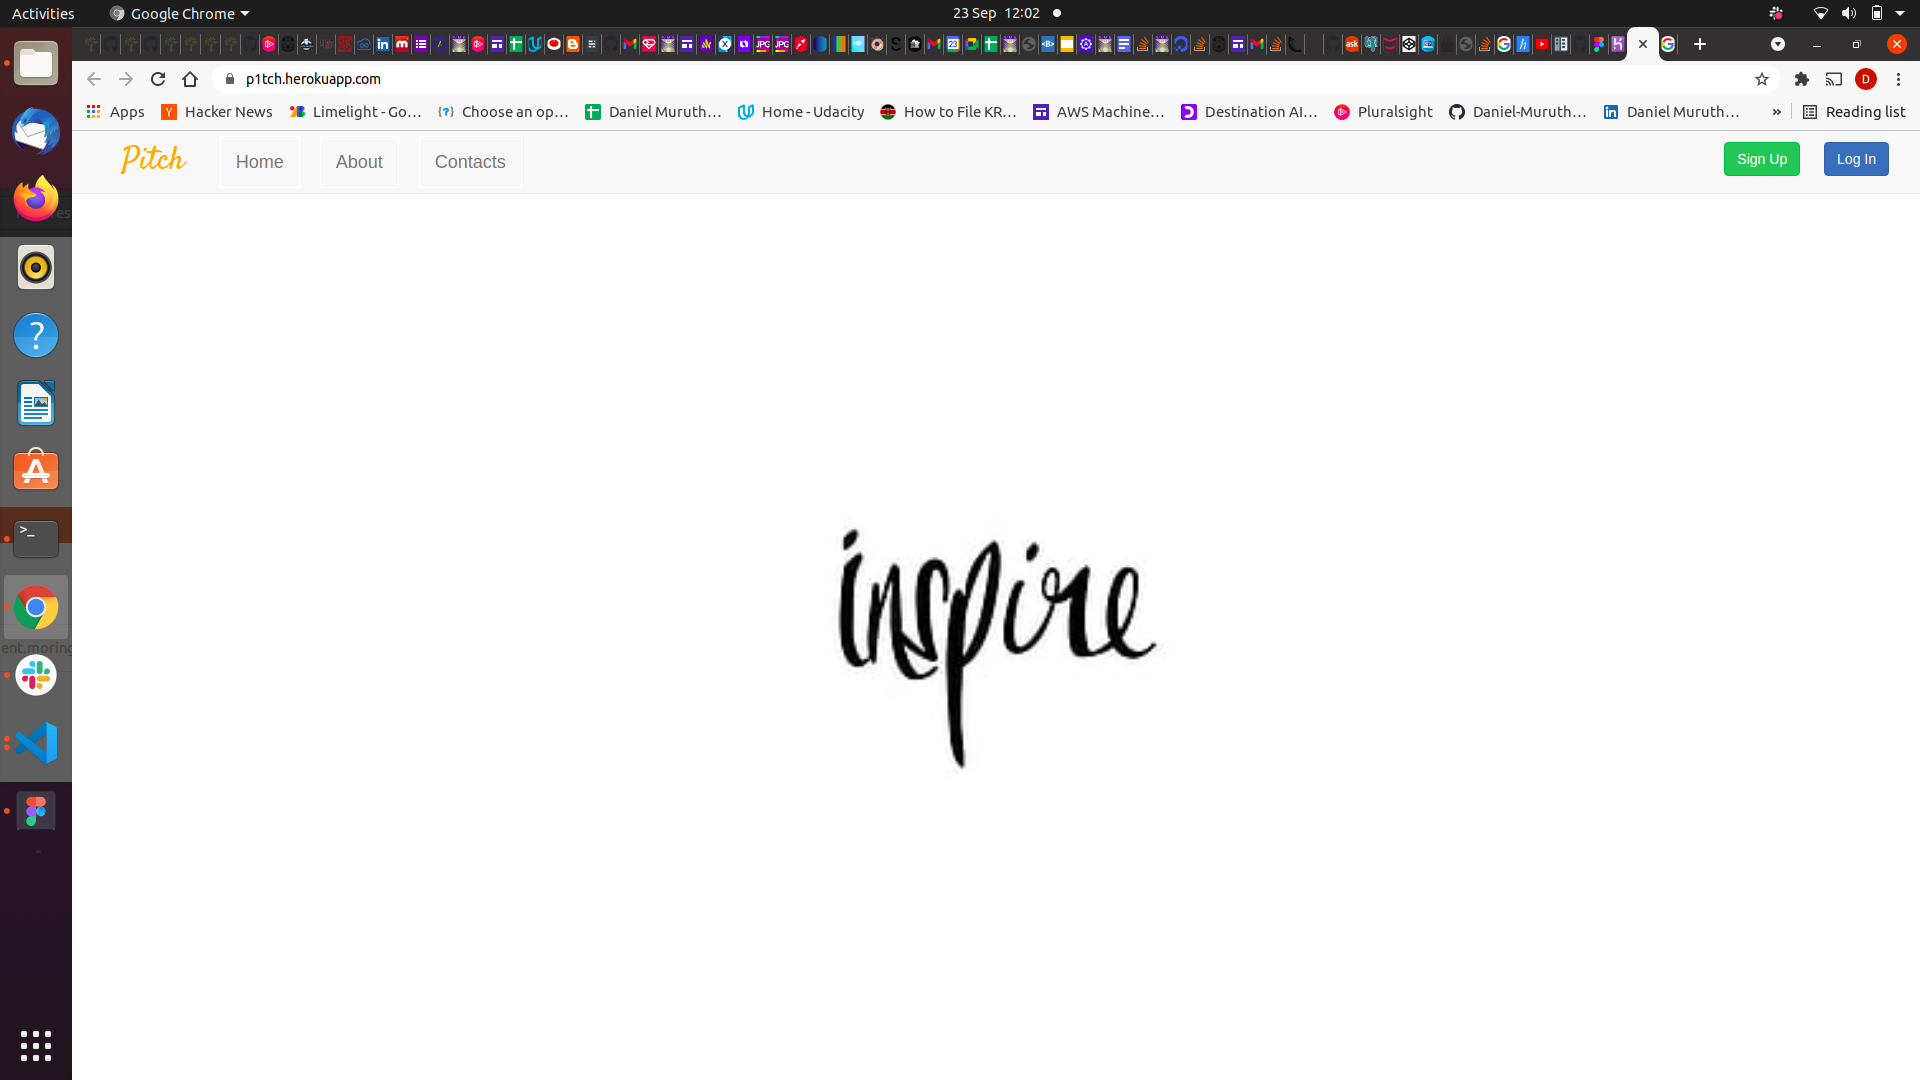 Activities Google Chrome 23 Sep 12:02
p1tch.herokuapp.com D
Apps Hacker News Limelight - Go... Choose an op... Daniel Muruth... Home - Udacity How to File KR... AWS Machine... Destination AI... Pluralsight Daniel-Muruth... Daniel Muruth... » Reading list
Pitch Home About Contacts Sign Up Log In
inspire
ent.moring